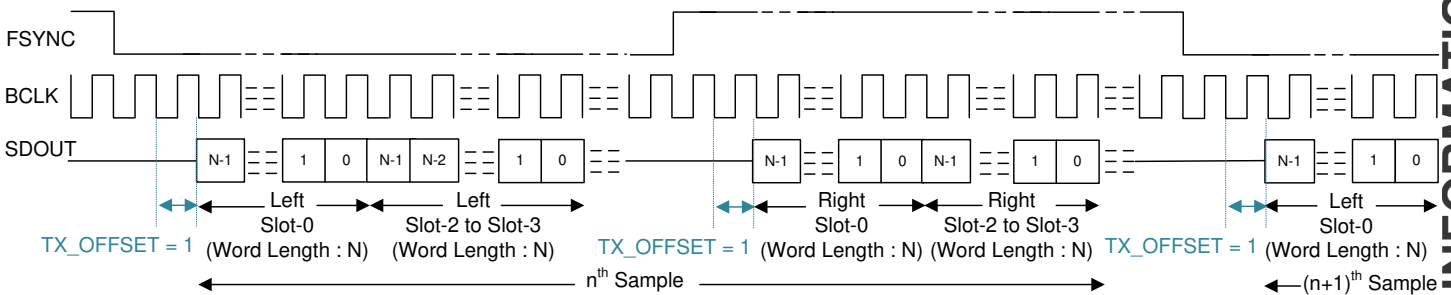 FSYNC
BCLK
SDOUT
N-1 1 0 N-1 N-2 1 0 N-1 1 0 N-1 1 0 N-1 1 0
Left Left Right Right Left
Slot-0 Slot-2 to Slot-3 Slot-0 Slot-2 to Slot-3 Slot-0
TX_OFFSET = 1 (Word Length : N) (Word Length : N) TX_OFFSET = 1 (Word Length : N) (Word Length : N) TX_OFFSET = 1 (Word Length : N)
nth Sample (n+1)th Sample